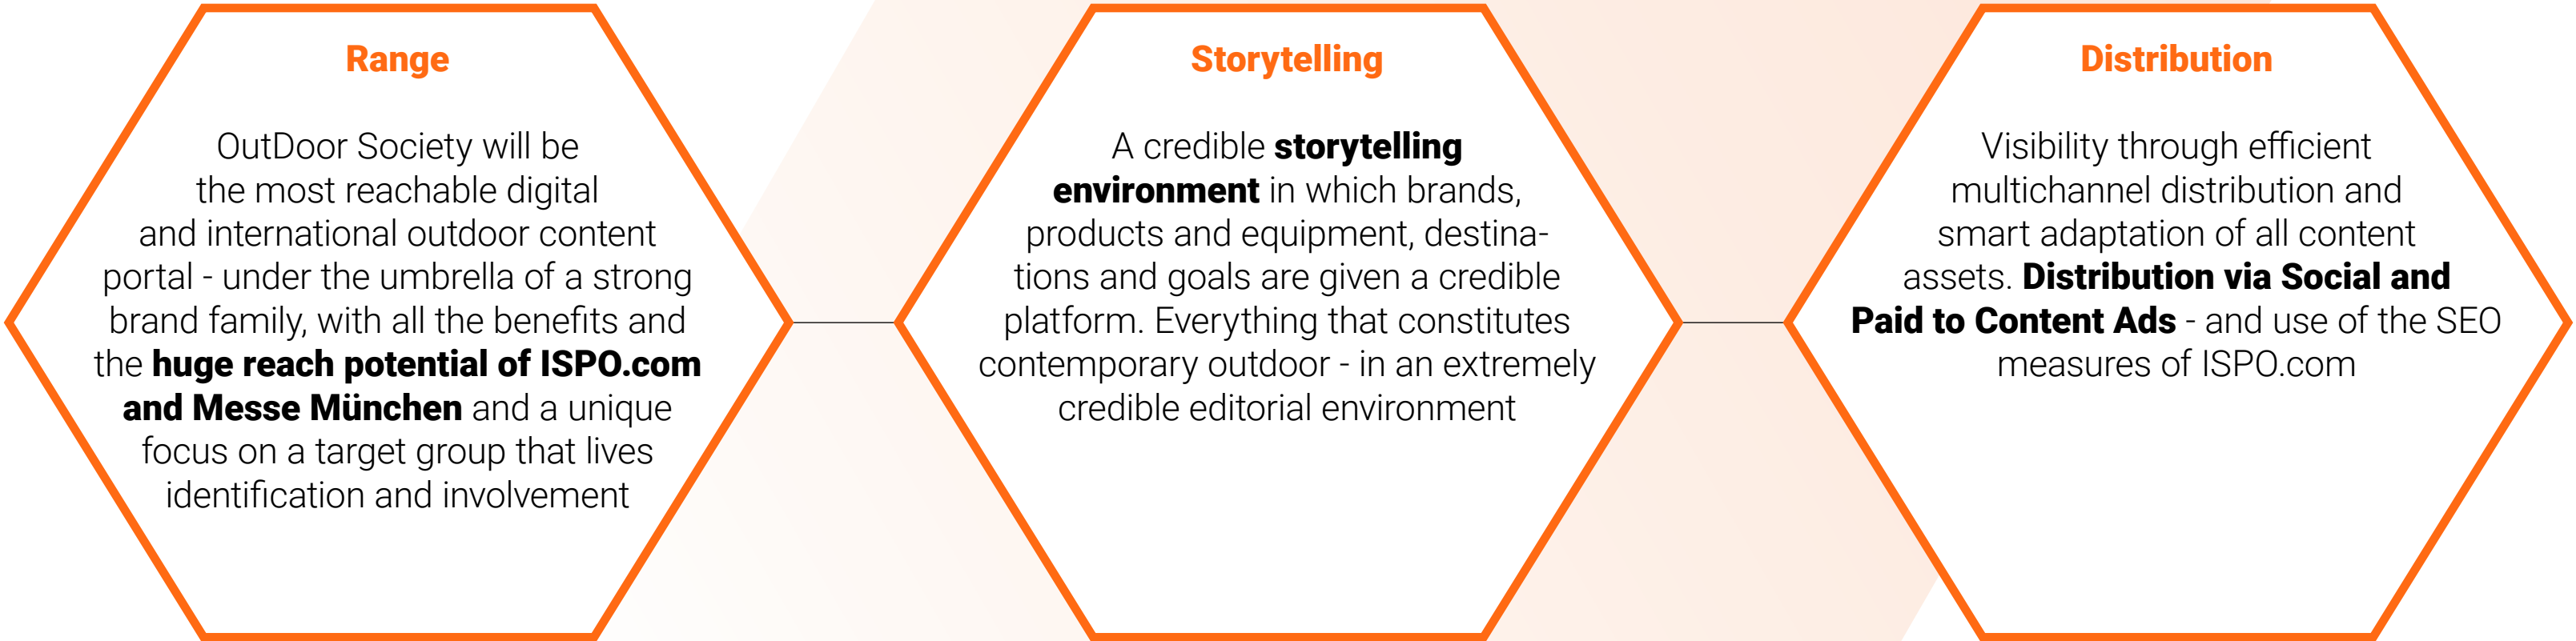 Range
OutDoor Society will be
the most reachable digital
and international outdoor content
portal - under the umbrella of a strong
brand family, with all the benefits and
the huge reach potential of ISPO.com
and Messe München and a unique
focus on a target group that lives
identification and involvement
Storytelling
A credible storytelling
environment in which brands,
products and equipment, destina-
tions and goals are given a credible
platform. Everything that constitutes
contemporary outdoor - in an extremely
credible editorial environment
Distribution
Visibility through efficient
multichannel distribution and
smart adaptation of all content
assets. Distribution via Social and
Paid to Content Ads - and use of the SEO
measures of ISPO.com